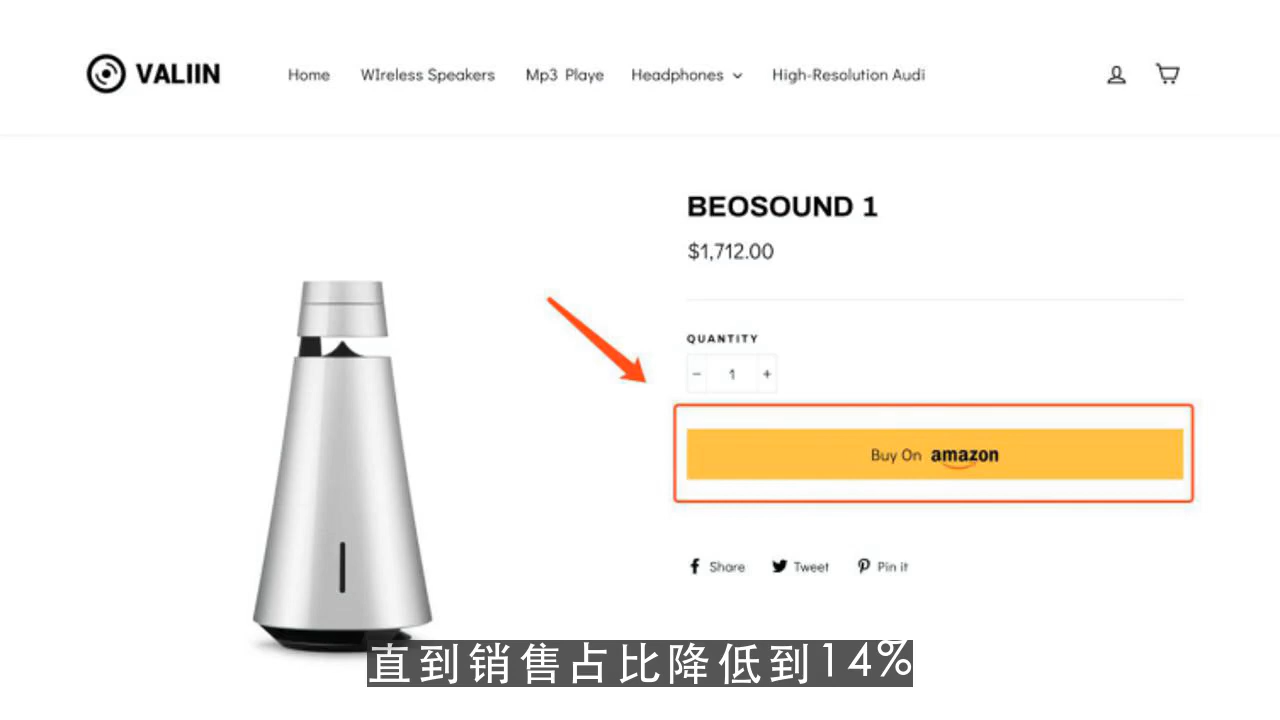 VALIIN
Home WIreless Speakers Mp3 Playe Headphones High-Resolution Audi
BEOSOUND 1
$1,712.00
QUANTITY
− 1 +
Buy On amazon
Share Tweet Pin it
直到销售占比降低到14%